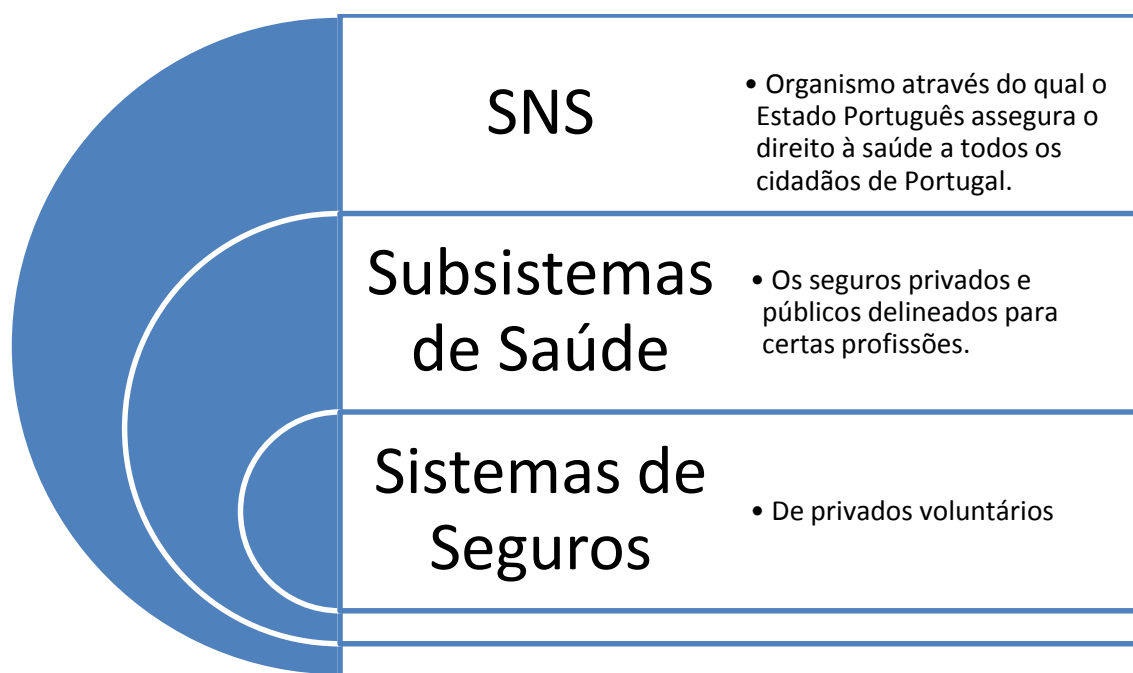 SNS
• Organismo através do qual o
Estado Português assegura o
direito à saúde a todos os
cidadãos de Portugal.
Subsistemas
de Saúde
• Os seguros privados e
públicos delineados para
certas profissões.
Sistemas de
Seguros
• De privados voluntários